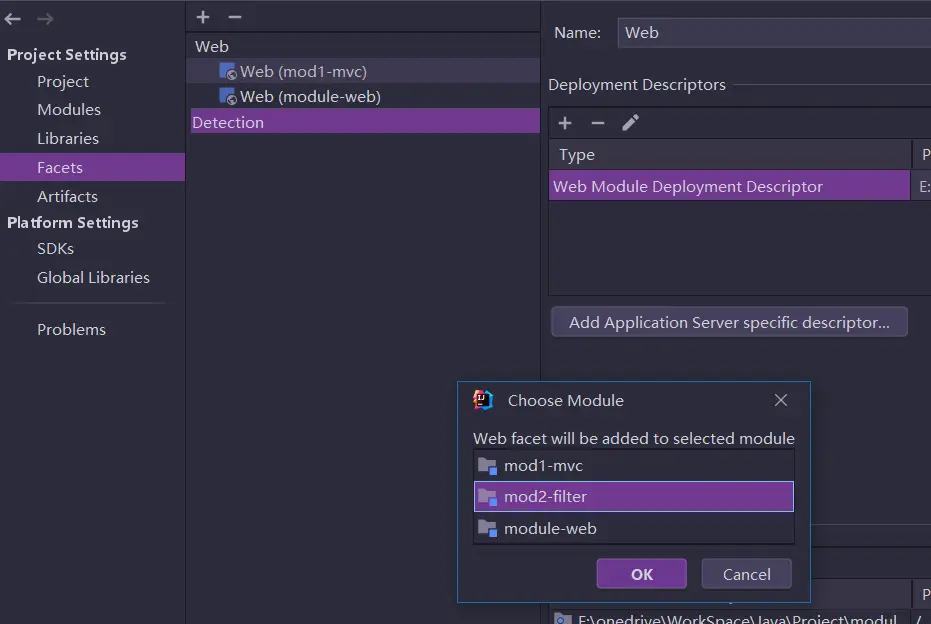 Project Settings
Project
Modules
Libraries
Facets
Artifacts
Platform Settings
SDKs
Global Libraries
Problems
Web
Web (mod1-mvc)
Web (module-web)
Detection
Name: Web
Deployment Descriptors
Type P
Web Module Deployment Descriptor E:
Add Application Server specific descriptor...
Choose Module
Web facet will be added to selected module
mod1-mvc
mod2-filter
module-web
OK Cancel
P
E:\onedrive\WorkSpace\Java\Project\modul /